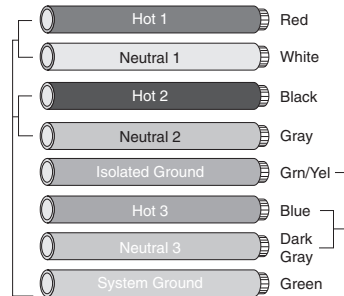 Hot 1 Red
Neutral 1 White
Hot 2 Black
Neutral 2 Gray
Isolated Ground Grn/Yel
Hot 3 Blue
Neutral 3 Dark
Gray
System Ground Green